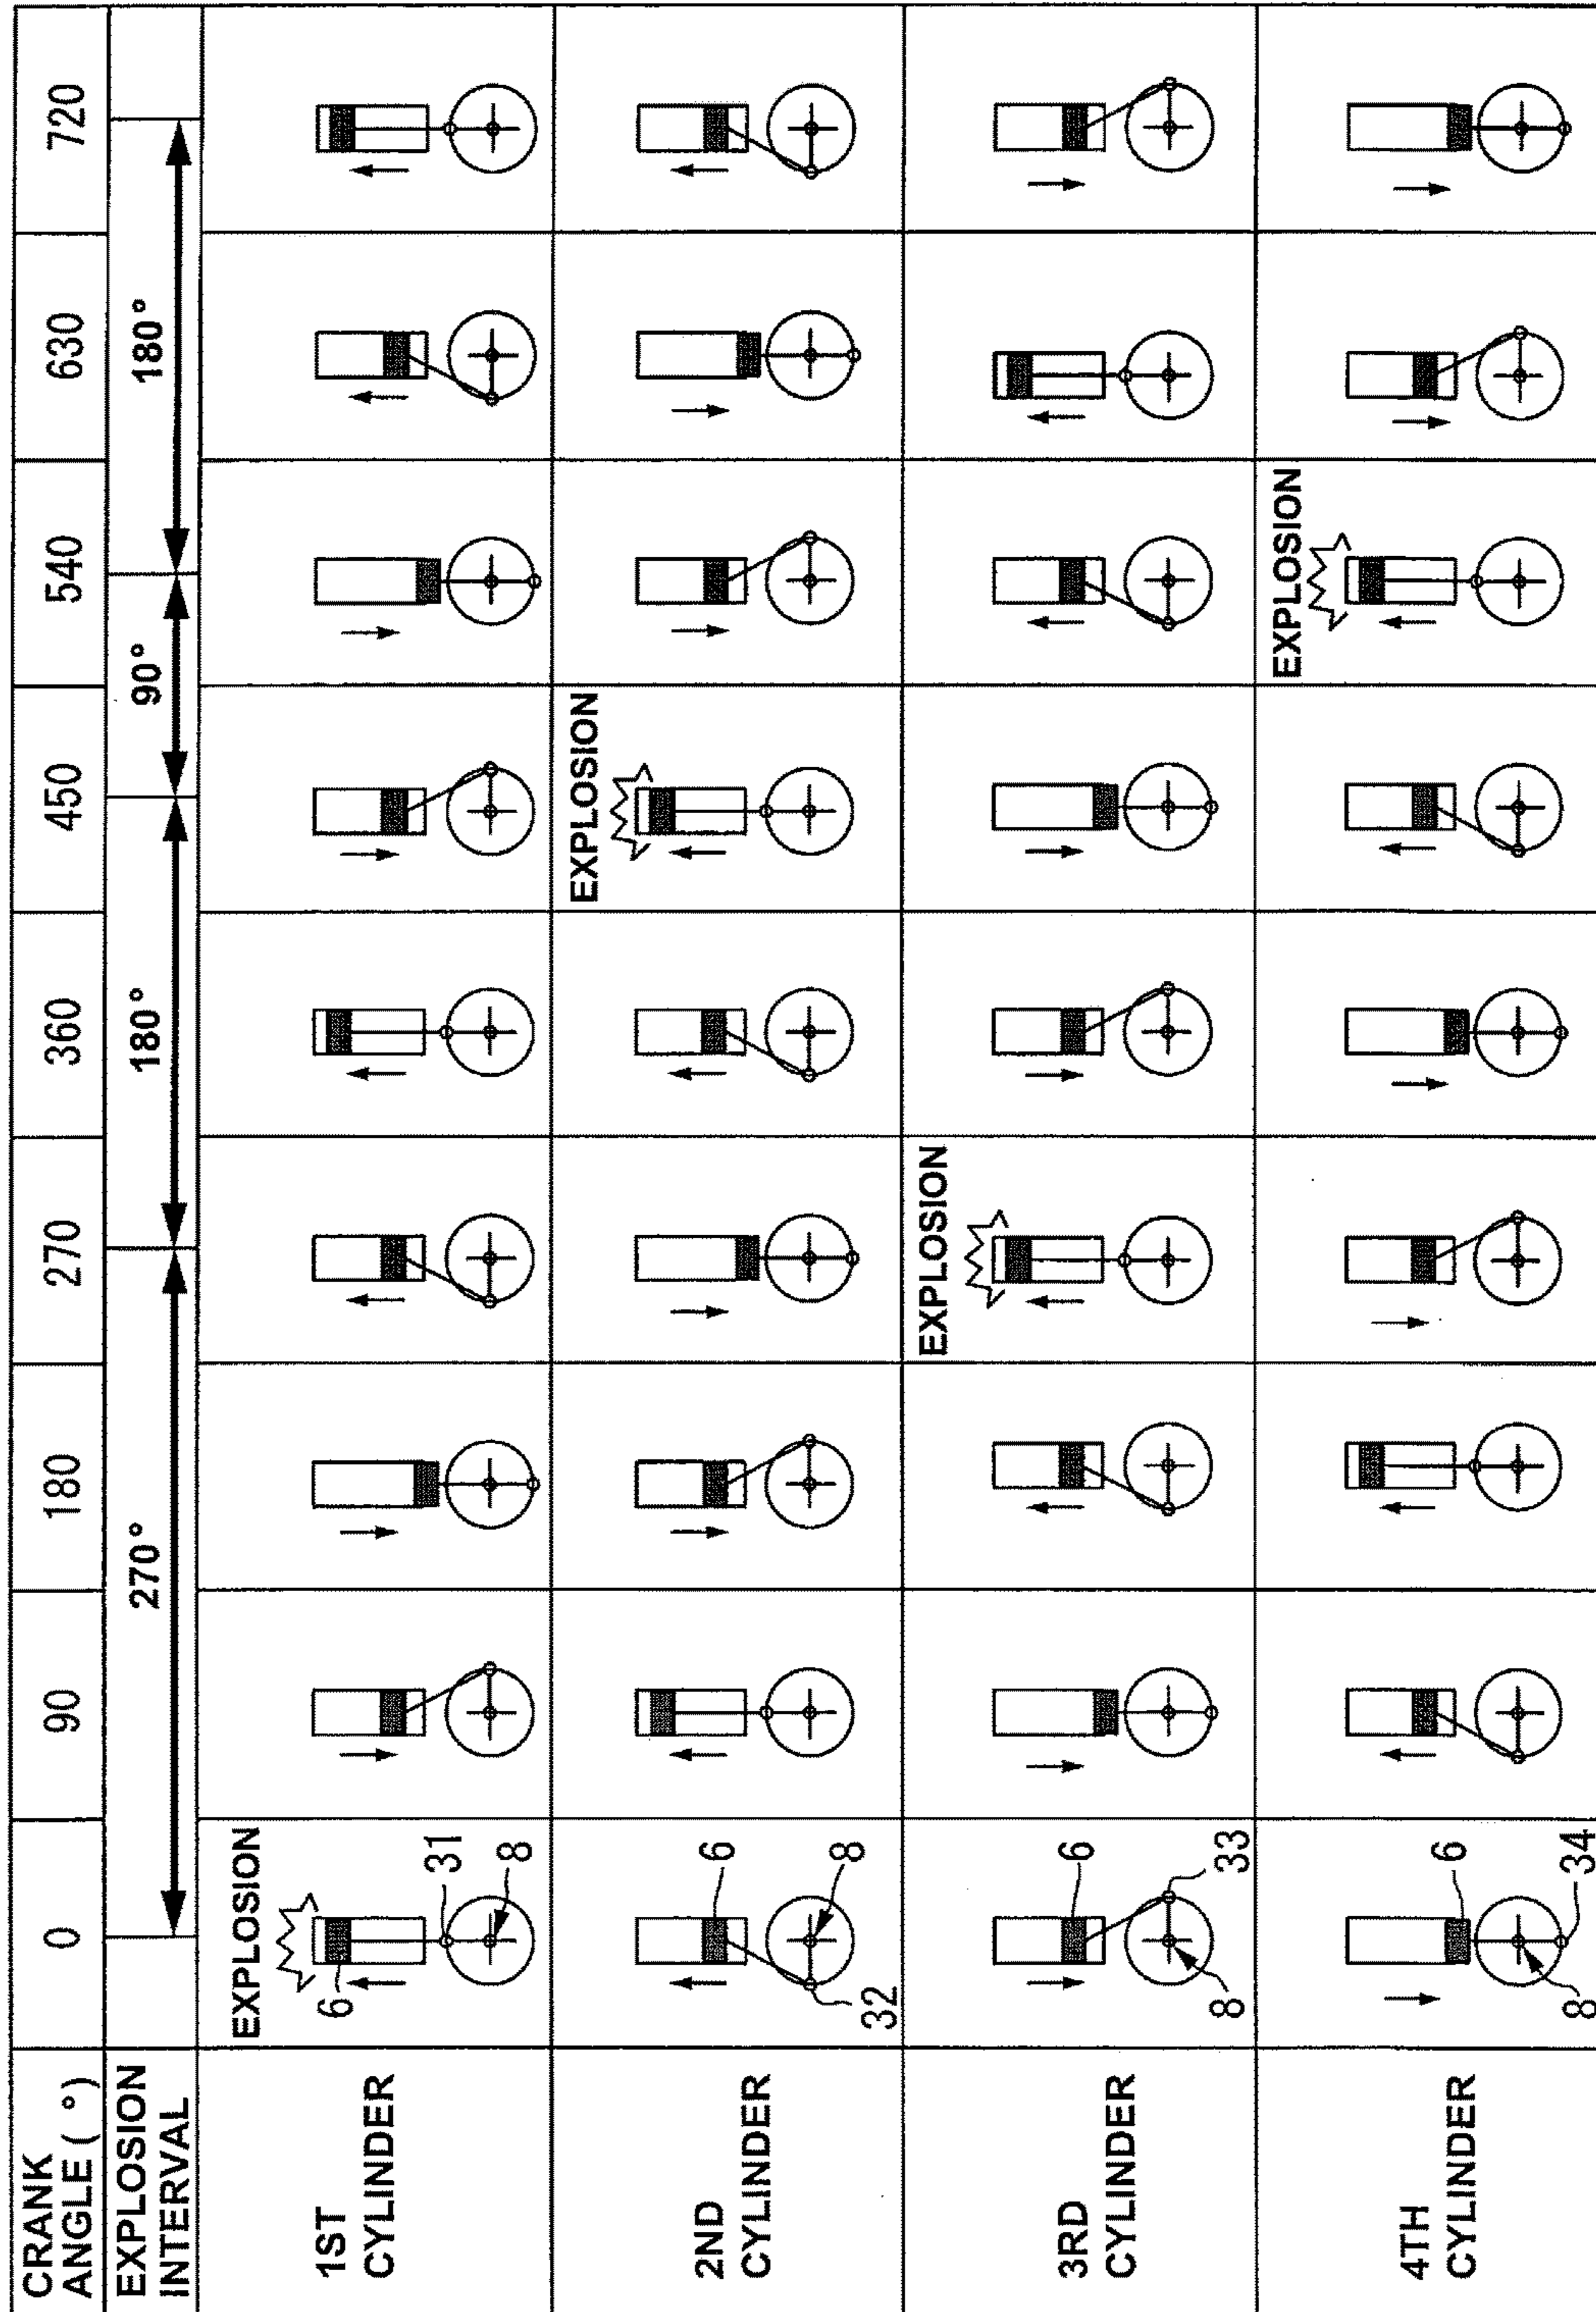 CRANK
ANGLE ( ° )
0
90
180
270
360
450
540
630
720
EXPLOSION
INTERVAL
270°
180°
90°
180°
1ST
CYLINDER
EXPLOSION
6
31
8
2ND
CYLINDER
6
8
32
EXPLOSION
3RD
CYLINDER
6
33
8
EXPLOSION
4TH
CYLINDER
6
34
8
EXPLOSION